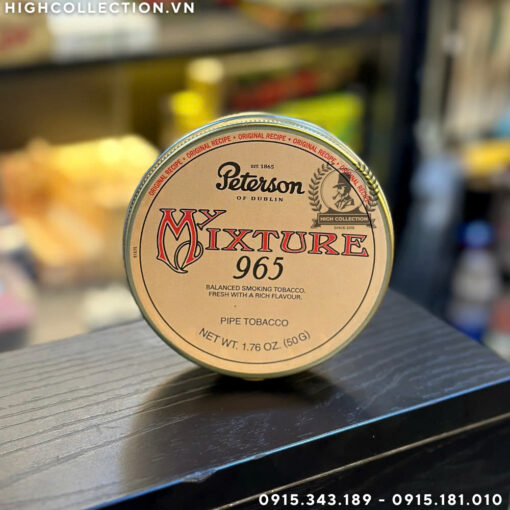 HIGHCOLLECTION.VN
ORIGINAL RECIPE • ORIGINAL RECIPE • ORIGINAL RECIPE
EST. 1865
Peterson
OF DUBLIN
HIGH COLLECTION
MY MIXTURE
965
BALANCED SMOKING TOBACCO.
FRESH WITH A RICH FLAVOUR.
PIPE TOBACCO
NET WT. 1.76 OZ. (50G)
0915.343.189 - 0915.181.010